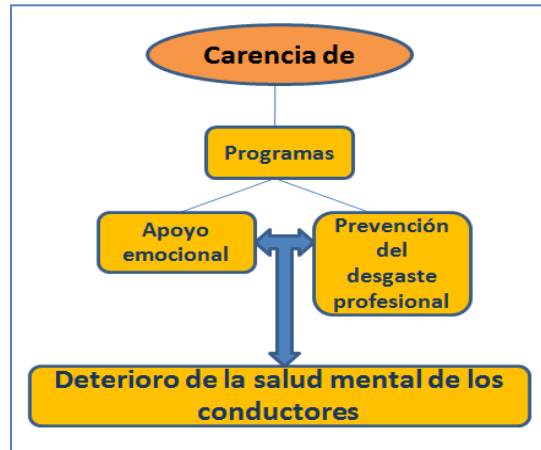 Carencia de
Programas
Apoyo
emocional
Prevención
del
desgaste
profesional
Deterioro de la salud mental de los
conductores